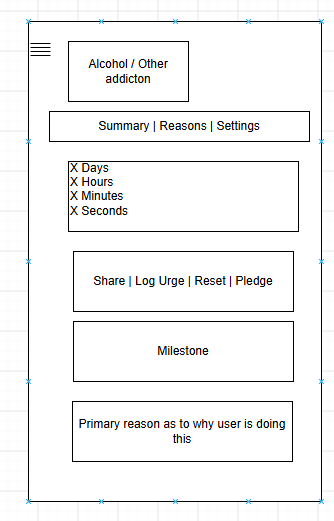 Alcohol / Other
addicton
Summary | Reasons | Settings
X Days
X Hours
X Minutes
X Seconds
Share | Log Urge | Reset | Pledge
Milestone
Primary reason as to why user is doing
this